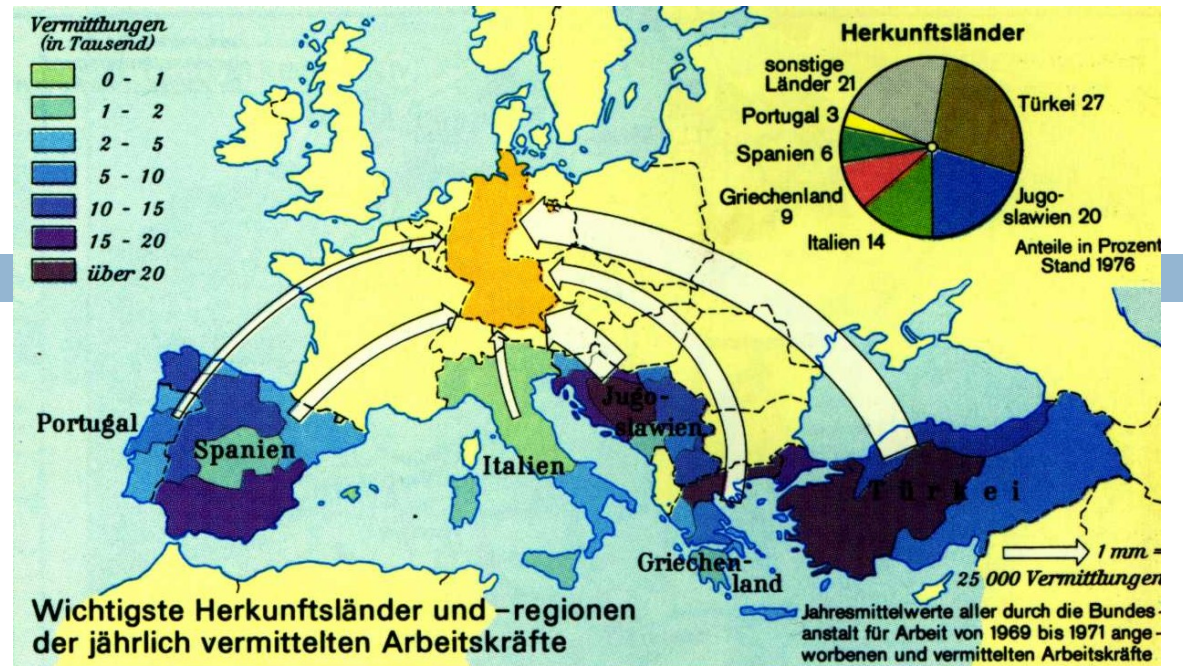 Vermittlungen
(in Tausend)
0 - 1
1 - 2
2 - 5
5 - 10
10 - 15
15 - 20
über 20
Herkunftsländer
sonstige
Länder 21
Türkei 27
Portugal 3
Spanien 6
Griechenland
9
Jugo-
slawien 20
Italien 14
Anteile in Prozent
Stand 1976
Portugal
Spanien
Italien
Jugo-
slawien
Türkei
Griechen-
land
1 mm =
25 000 Vermittlungen
Wichtigste Herkunftsländer und -regionen
der jährlich vermittelten Arbeitskräfte
Jahresmittelwerte aller durch die Bundes-
anstalt für Arbeit von 1969 bis 1971 ange-
worbenen und vermittelten Arbeitskräfte